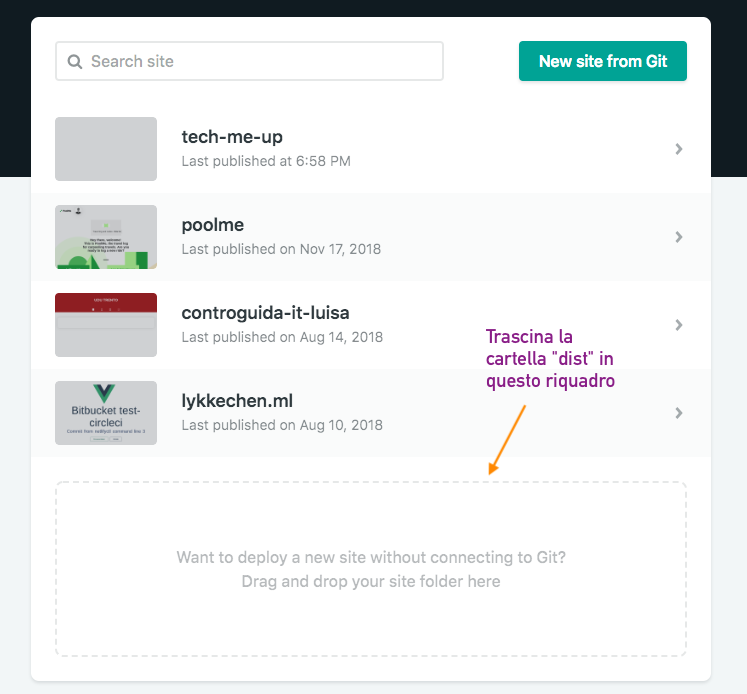 Search site
New site from Git
tech-me-up
Last published at 6:58 PM
poolme
Last published on Nov 17, 2018
controguida-it-luisa
Last published on Aug 14, 2018
Trascina la
cartella "dist" in
questo riquadro
Bitbucket test-
circleci
lykkechen.ml
Last published on Aug 10, 2018
Want to deploy a new site without connecting to Git?
Drag and drop your site folder here